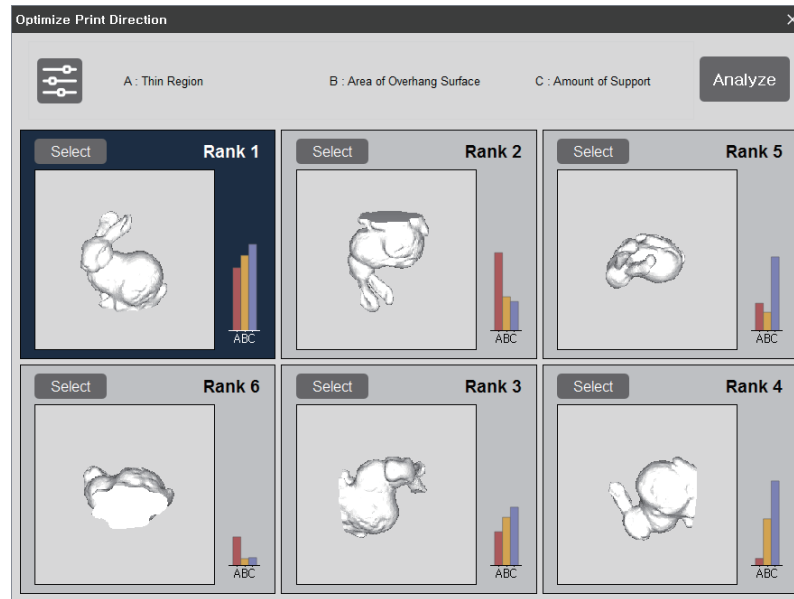 Optimize Print Direction
A : Thin Region B : Area of Overhang Surface C : Amount of Support Analyze
Select Rank 1 Select Rank 2 Select Rank 5
ABC ABC ABC
Select Rank 6 Select Rank 3 Select Rank 4
ABC ABC ABC